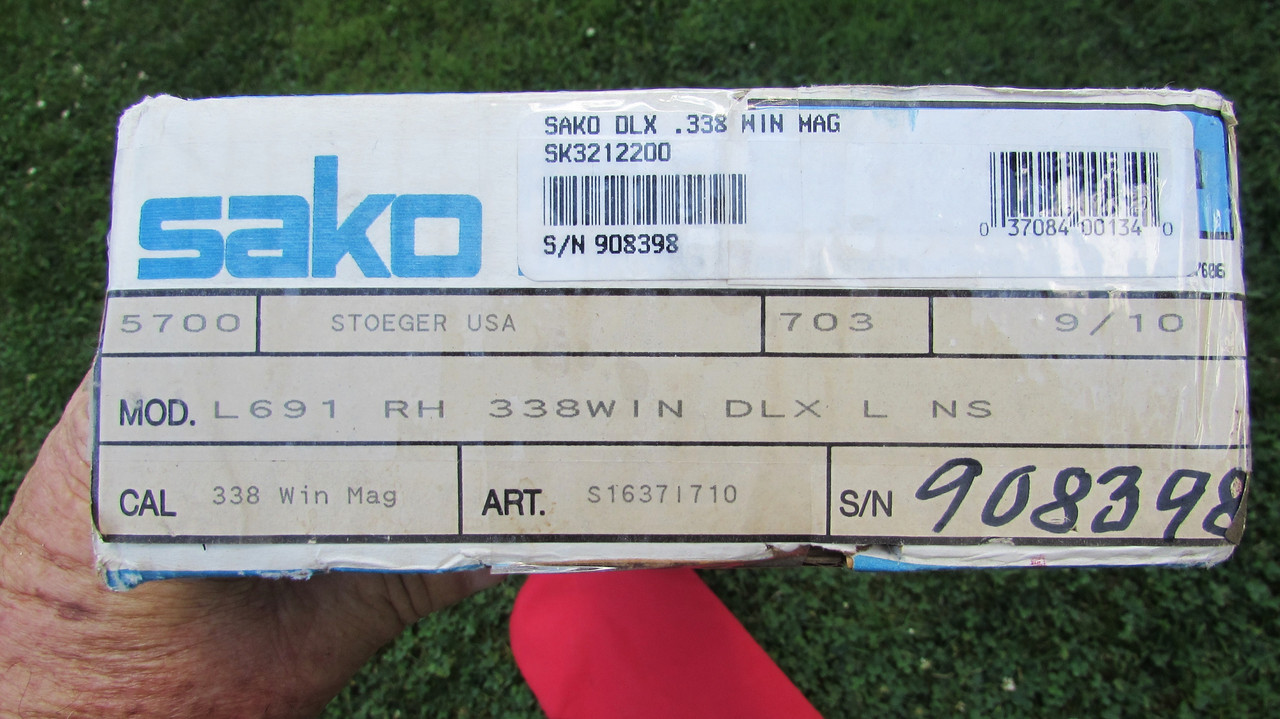 sako
SAKO DLX .338 WIN MAG
SK3212200
S/N 908398
0 37084 00134 0
5700 STOEGER USA 703 9/10
MOD. L691 RH 338WIN DLX L NS
CAL 338 Win Mag ART. S16371710 S/N 908398